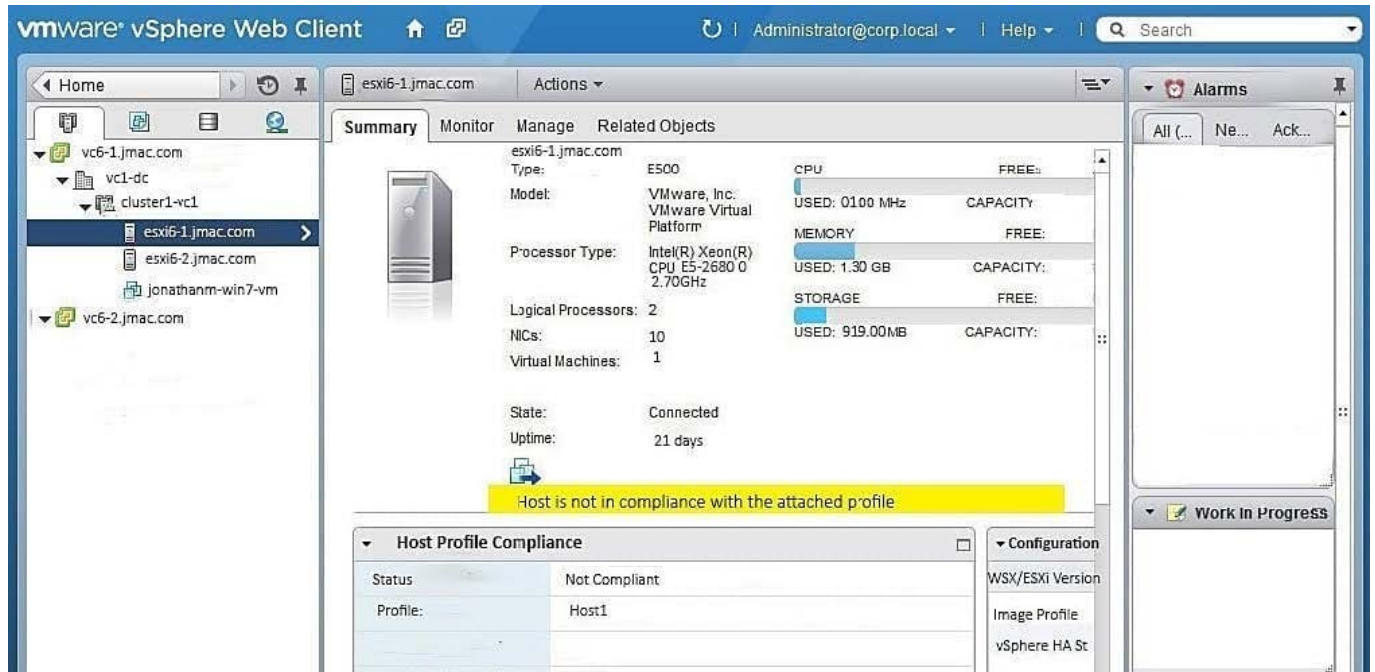 vmware® vSphere Web Client
Administrator@corp.local
Help
Search
Home
esxi6-1.jmac.com
Actions
Alarms
All (...
Ne...
Ack...
vc6-1.jmac.com
vc1-dc
cluster1-vc1
esxi6-1.jmac.com
esxi6-2.jmac.com
jonathanm-win7-vm
vc6-2.jmac.com
Summary
Monitor
Manage
Related Objects
esxi6-1.jmac.com
Type: E500
Model: VMware, Inc.
VMware Virtual
Platform
Processor Type: Intel(R) Xeon(R)
CPU E5-2680 0
2.70GHz
Logical Processors: 2
NICs: 10
Virtual Machines: 1
State: Connected
Uptime: 21 days
CPU FREE:
USED: 0100 MHz CAPACITY
MEMORY FREE:
USED: 1.30 GB CAPACITY:
STORAGE FREE:
USED: 919.00MB CAPACITY:
Host is not in compliance with the attached profile
Host Profile Compliance
Status Not Compliant
Profile: Host1
Configuration
WSX/ESXi Version
Image Profile
vSphere HA St
Work In Progress